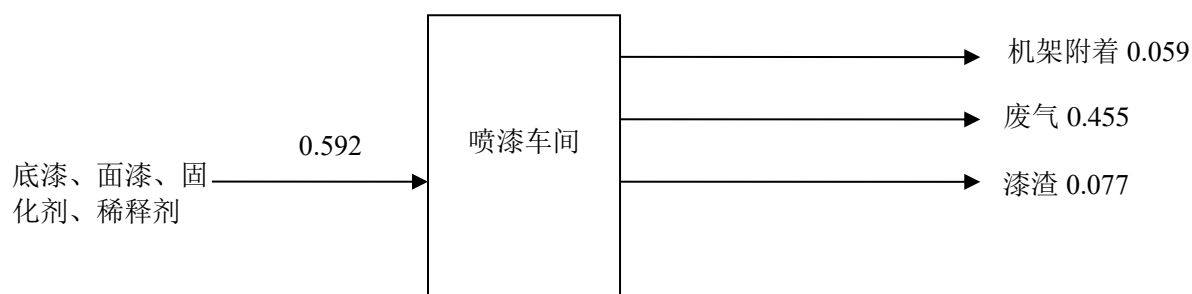 机架附着 0.059
废气 0.455
喷漆车间
0.592
底漆、面漆、固
化剂、稀释剂
漆渣 0.077